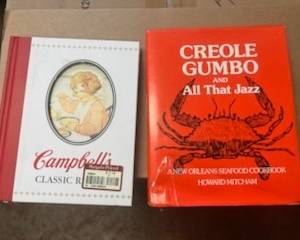 Campbell's
CLASSIC R
CREOLE
GUMBO
AND
All That Jazz
A NEW ORLEANS SEAFOOD COOKBOOK
HOWARD MITCHAM